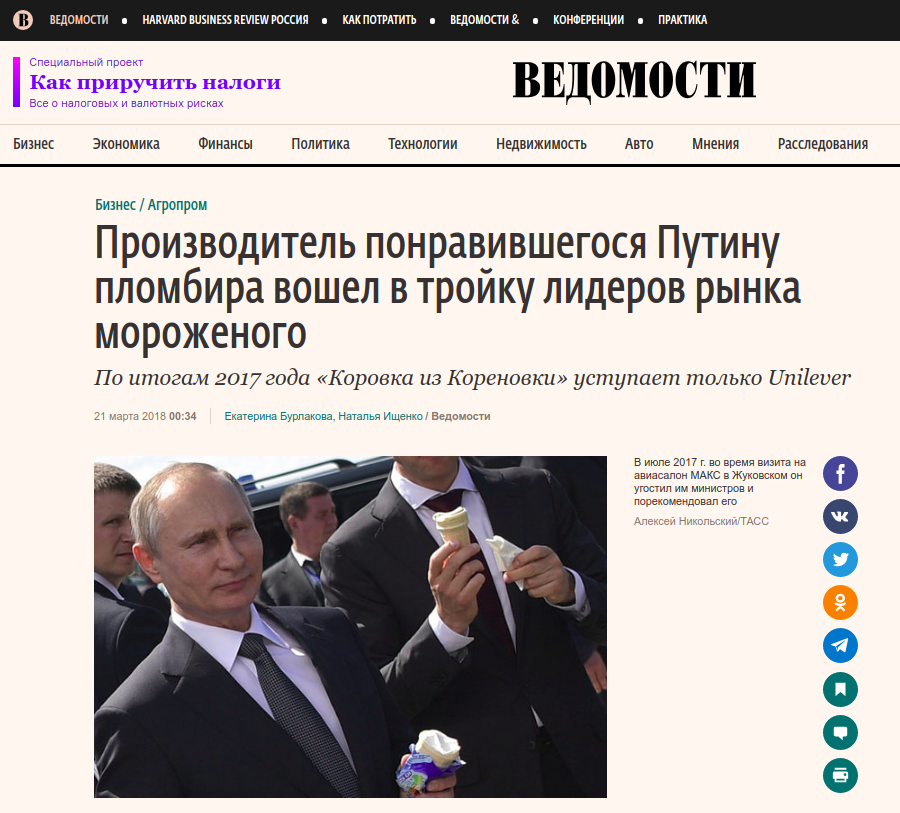 В ВЕДОМОСТИ • HARVARD BUSINESS REVIEW РОССИЯ • КАК ПОТРАТИТЬ • ВЕДОМОСТИ & • КОНФЕРЕНЦИИ • ПРАКТИКА
Специальный проект
Как приручить налоги
Все о налоговых и валютных рисках
ВЕДОМОСТИ
Бизнес Экономика Финансы Политика Технологии Недвижимость Авто Мнения Расследования
Бизнес / Агропром
Производитель понравившегося Путину
пломбира вошел в тройку лидеров рынка
мороженого
По итогам 2017 года «Коровка из Кореновки» уступает только Unilever
21 марта 2018 00:34 Екатерина Бурлакова, Наталья Ищенко / Ведомости
В июле 2017 г. во время визита на
авиасалон МАКС в Жуковском он
угостил им министров и
порекомендовал его
Алексей Никольский/ТАСС